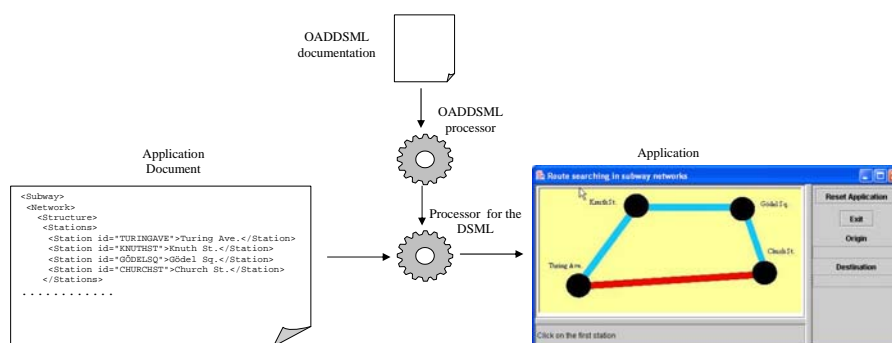 OADDSML
documentation
OADDSML
processor
Application
Document
<Subway>
<Network>
<Structure>
<Stations>
<Station id="TURINGAVE">Turing Ave.</Station>
<Station id="KNUTHST">Knuth St.</Station>
<Station id="GÖDELSQ">Gödel Sq.</Station>
<Station id="CHURCHST">Church St.</Station>
</Stations>
. . . . . . . . . . . .
Processor for the
DSML
Application
Route searching in subway networks
Knuth St.
Gödel Sq.
Church St.
Turing Ave.
Reset Application
Exit
Origin
Destination
Click on the first station